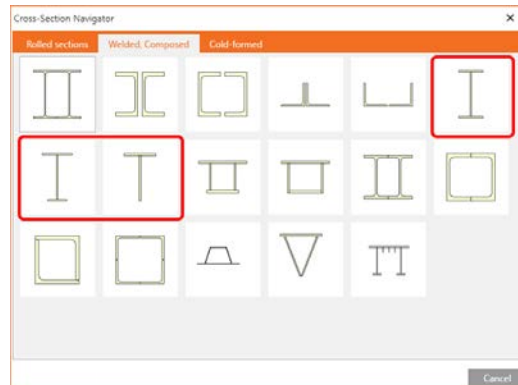 Cross-Section Navigator
Rolled sections
Welded, Composed
Cold-formed
Cancel